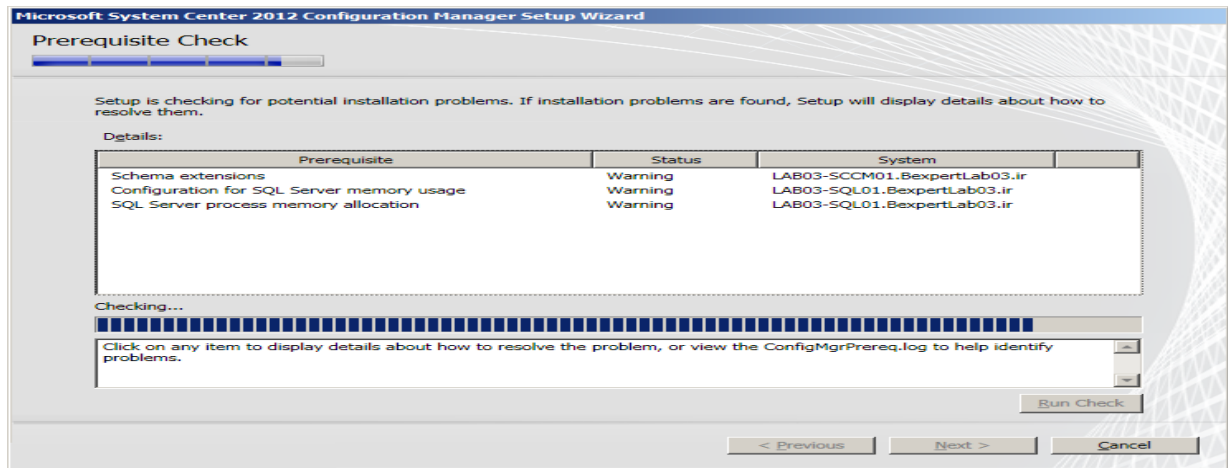 Microsoft System Center 2012 Configuration Manager Setup Wizard
Prerequisite Check
Setup is checking for potential installation problems. If installation problems are found, Setup will display details about how to
resolve them.
Details:
Prerequisite Status System
Schema extensions Warning LAB03-SCCM01.BexpertLab03.ir
Configuration for SQL Server memory usage Warning LAB03-SQL01.BexpertLab03.ir
SQL Server process memory allocation Warning LAB03-SQL01.BexpertLab03.ir
Checking...
Click on any item to display details about how to resolve the problem, or view the ConfigMgrPrereq.log to help identify
problems.
Run Check
< Previous Next > Cancel